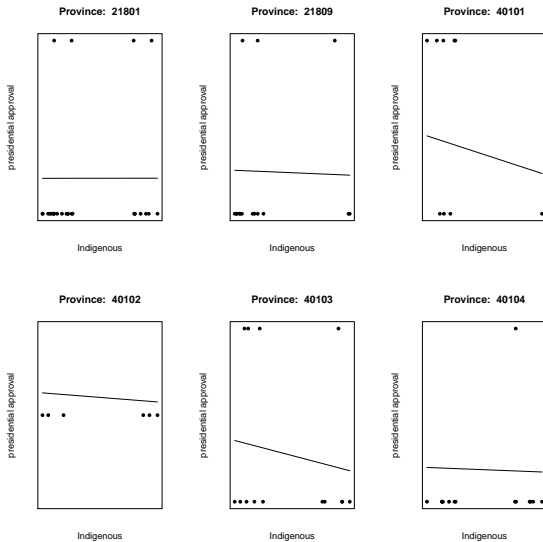 Province: 21801
presidential approval
Indigenous
Province: 21809
presidential approval
Indigenous
Province: 40101
presidential approval
Indigenous
Province: 40102
presidential approval
Indigenous
Province: 40103
presidential approval
Indigenous
Province: 40104
presidential approval
Indigenous